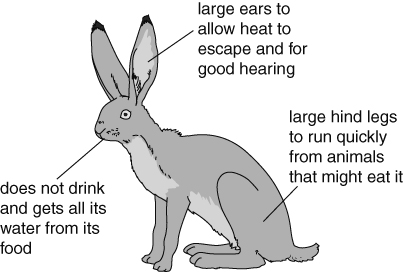 large ears to
allow heat to
escape and for
good hearing
large hind legs
to run quickly
from animals
that might eat it
does not drink
and gets all its
water from its
food